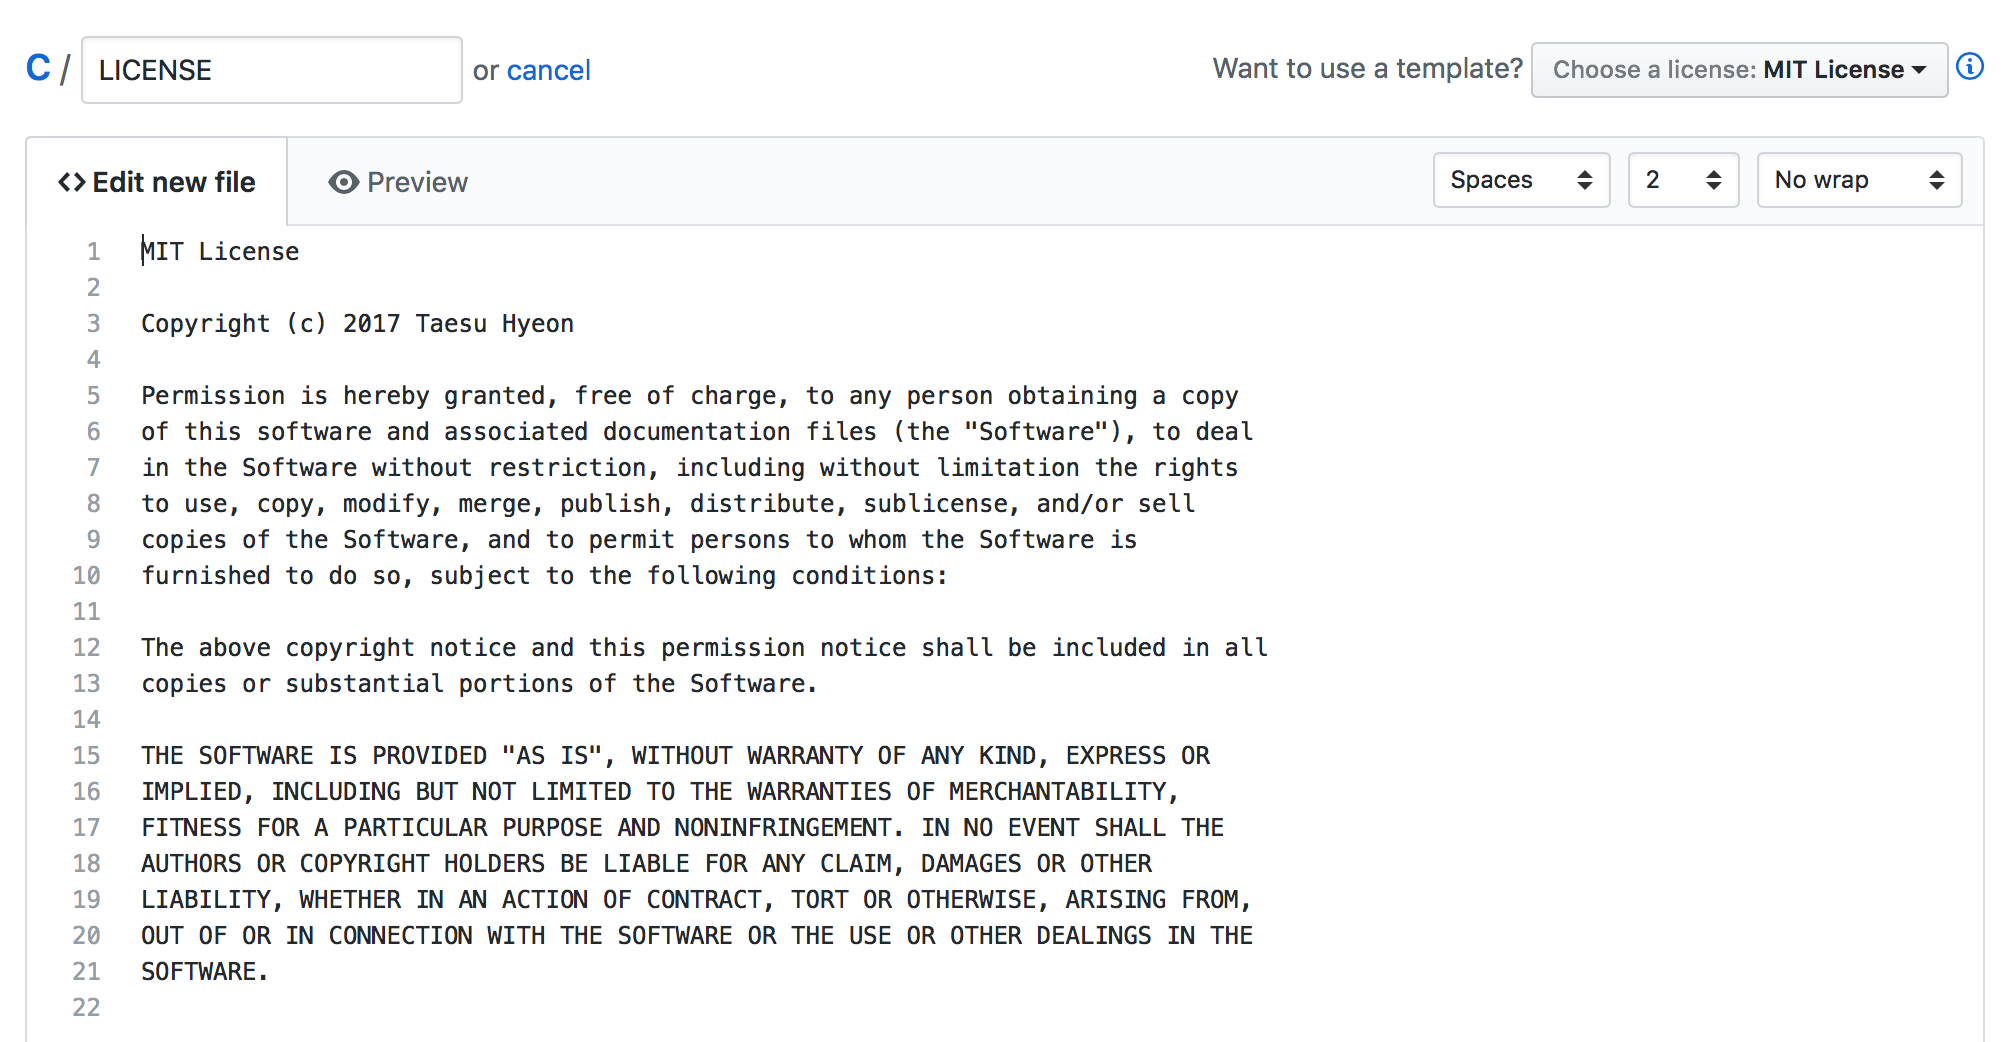 C / LICENSE or cancel Want to use a template? Choose a license: MIT License
Edit new file Preview Spaces 2 No wrap
1 MIT License
2
3 Copyright (c) 2017 Taesu Hyeon
4
5 Permission is hereby granted, free of charge, to any person obtaining a copy
6 of this software and associated documentation files (the "Software"), to deal
7 in the Software without restriction, including without limitation the rights
8 to use, copy, modify, merge, publish, distribute, sublicense, and/or sell
9 copies of the Software, and to permit persons to whom the Software is
10 furnished to do so, subject to the following conditions:
11
12 The above copyright notice and this permission notice shall be included in all
13 copies or substantial portions of the Software.
14
15 THE SOFTWARE IS PROVIDED "AS IS", WITHOUT WARRANTY OF ANY KIND, EXPRESS OR
16 IMPLIED, INCLUDING BUT NOT LIMITED TO THE WARRANTIES OF MERCHANTABILITY,
17 FITNESS FOR A PARTICULAR PURPOSE AND NONINFRINGEMENT. IN NO EVENT SHALL THE
18 AUTHORS OR COPYRIGHT HOLDERS BE LIABLE FOR ANY CLAIM, DAMAGES OR OTHER
19 LIABILITY, WHETHER IN AN ACTION OF CONTRACT, TORT OR OTHERWISE, ARISING FROM,
20 OUT OF OR IN CONNECTION WITH THE SOFTWARE OR THE USE OR OTHER DEALINGS IN THE
21 SOFTWARE.
22